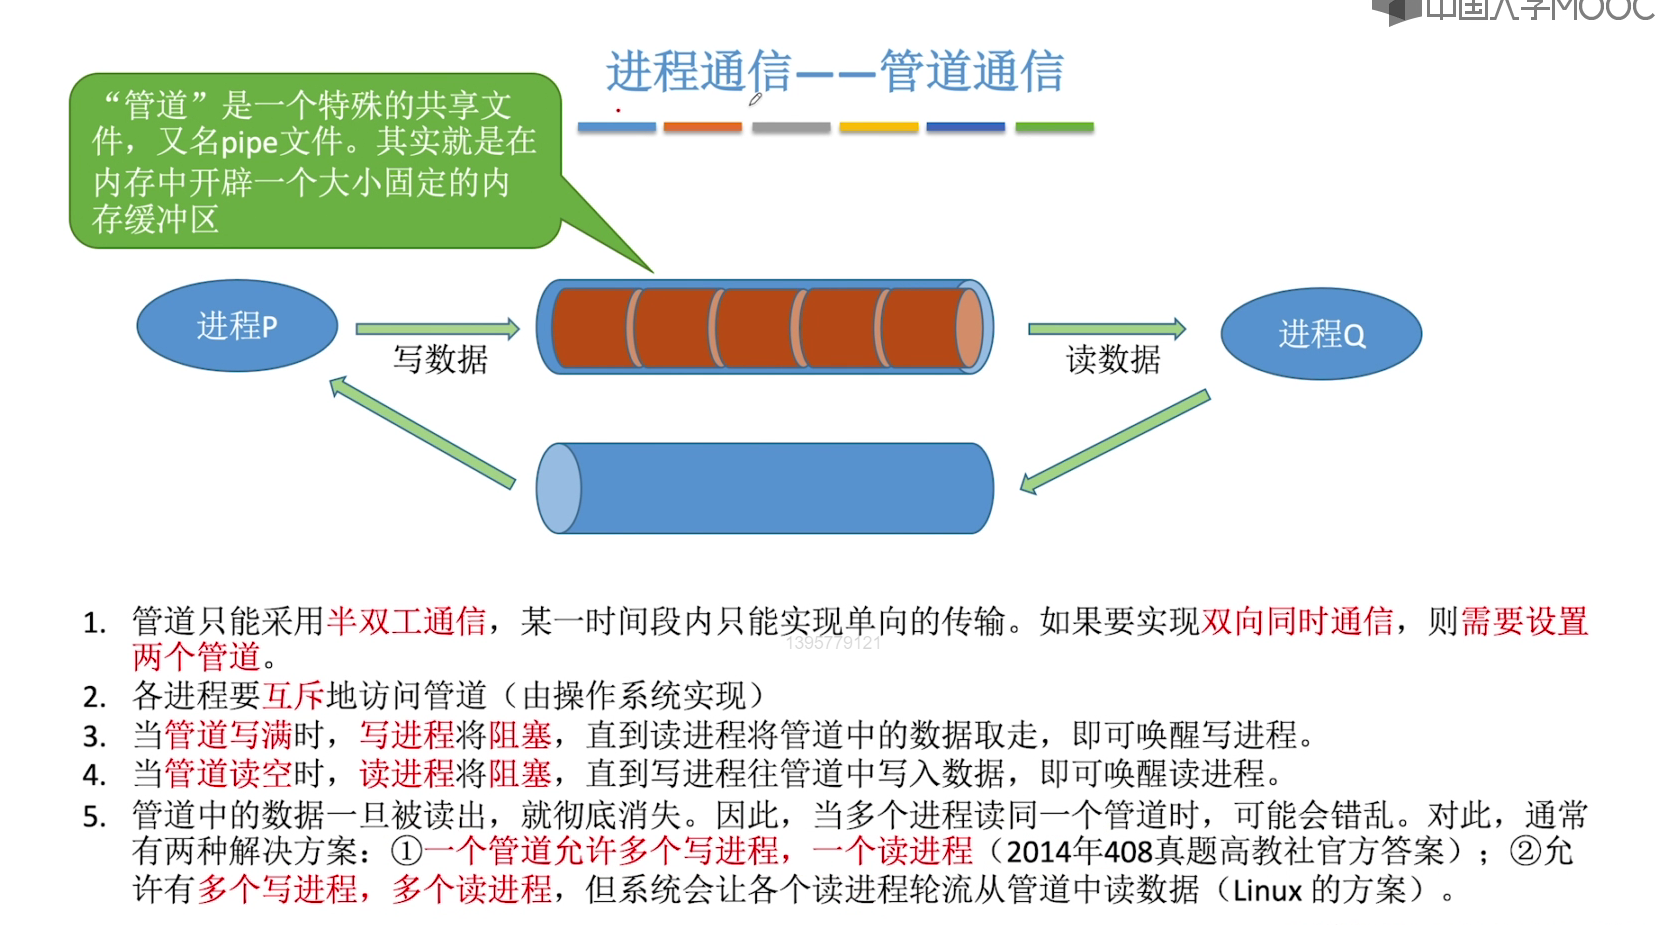 中国大学MOOC
进程通信——管道通信
“管道”是一个特殊的共享文
件，又名pipe文件。其实就是在
内存中开辟一个大小固定的内
存缓冲区
进程P
写数据
读数据
进程Q
1. 管道只能采用半双工通信，某一时间段内只能实现单向的传输。如果要实现双向同时通信，则需要设置
两个管道。
1395779121
2. 各进程要互斥地访问管道（由操作系统实现）
3. 当管道写满时，写进程将阻塞，直到读进程将管道中的数据取走，即可唤醒写进程。
4. 当管道读空时，读进程将阻塞，直到写进程往管道中写入数据，即可唤醒读进程。
5. 管道中的数据一旦被读出，就彻底消失。因此，当多个进程读同一个管道时，可能会错乱。对此，通常
有两种解决方案：①一个管道允许多个写进程，一个读进程（2014年408真题高教社官方答案）；②允
许有多个写进程，多个读进程，但系统会让各个读进程轮流从管道中读数据（Linux 的方案）。